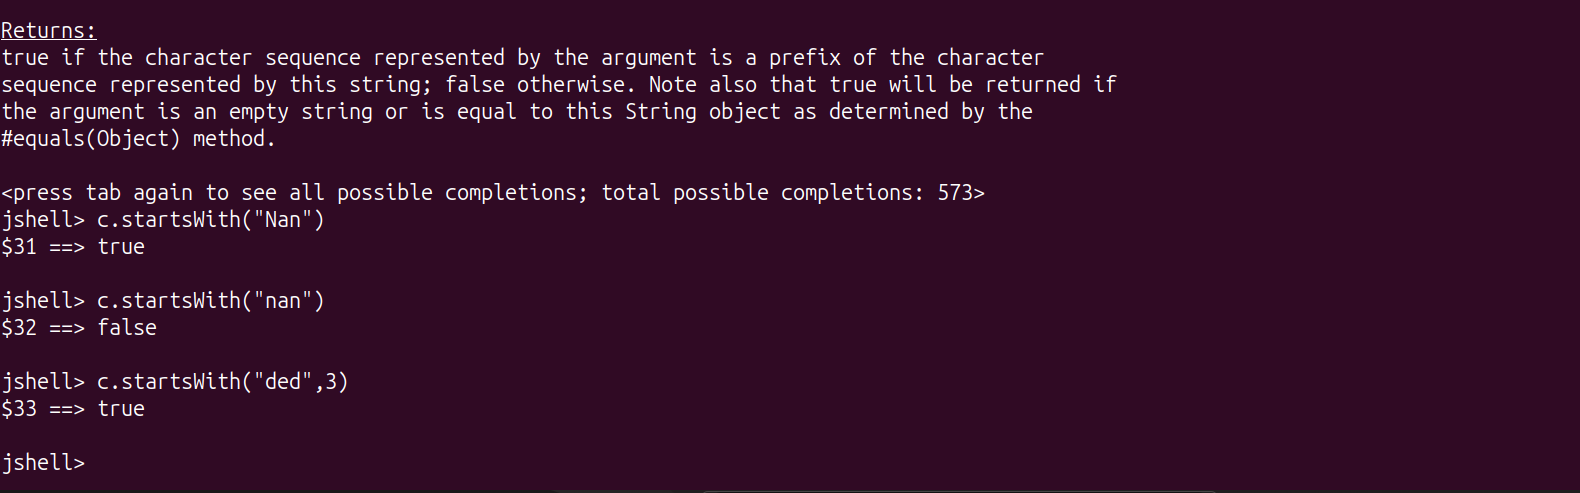 Returns:
true if the character sequence represented by the argument is a prefix of the character
sequence represented by this string; false otherwise. Note also that true will be returned if
the argument is an empty string or is equal to this String object as determined by the
#equals(Object) method.
<press tab again to see all possible completions; total possible completions: 573>
jshell> c.startsWith("Nan")
$31 ==> true
jshell> c.startsWith("nan")
$32 ==> false
jshell> c.startsWith("ded",3)
$33 ==> true
jshell>